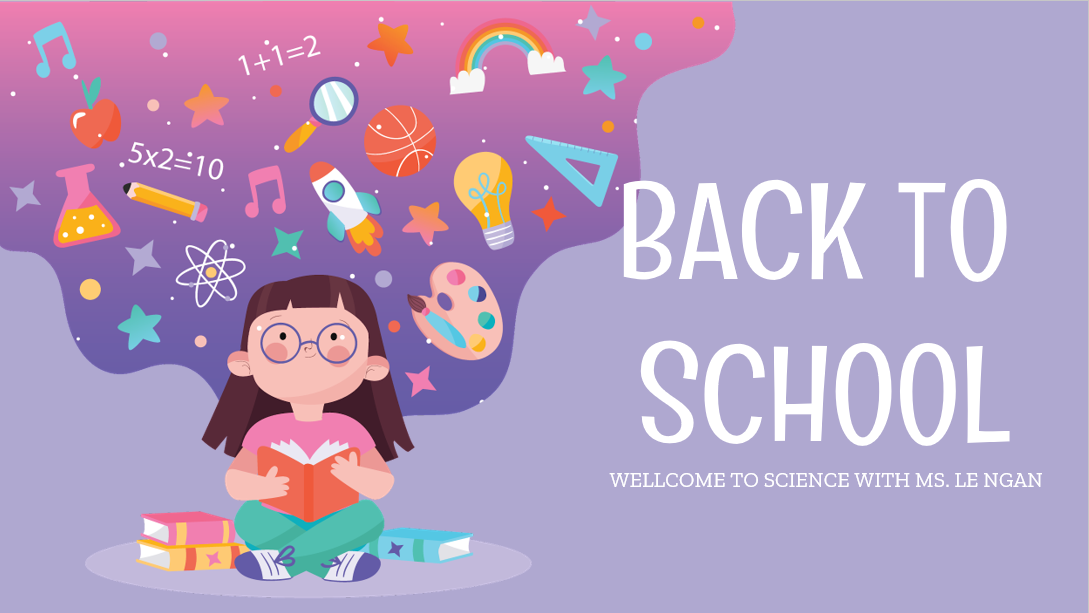 1+1=2
5x2=10
BACK TO
SCHOOL
WELLCOME TO SCIENCE WITH MS. LE NGAN